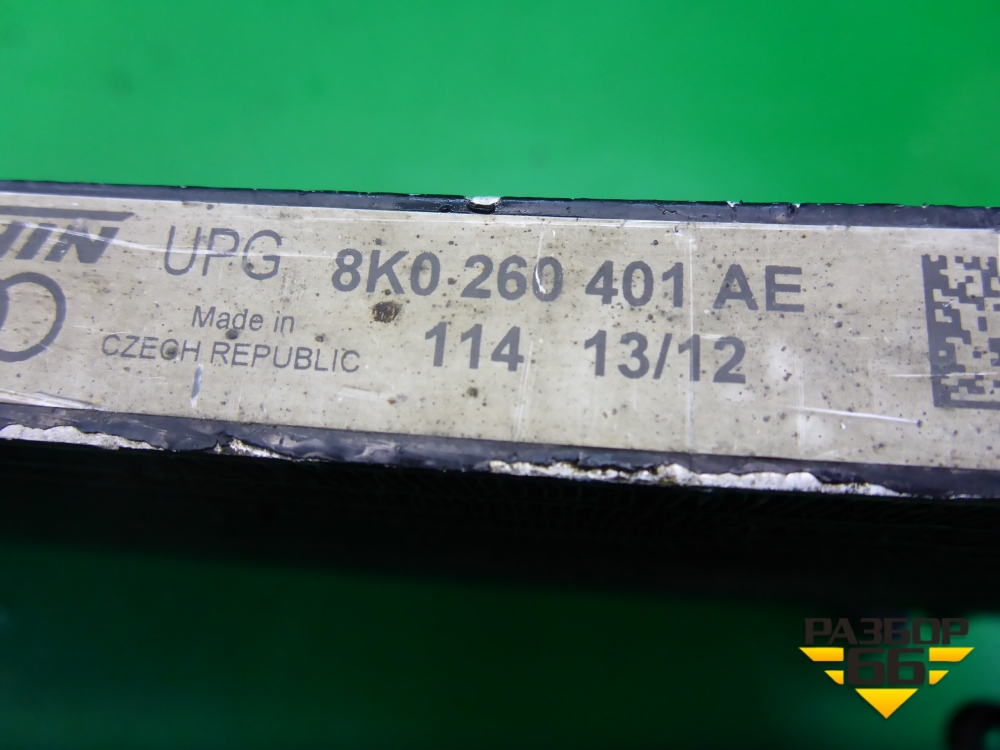 UPG 8K0 260 401 AE
Made in
CZECH REPUBLIC
114 13/12
РАЗБОР
66